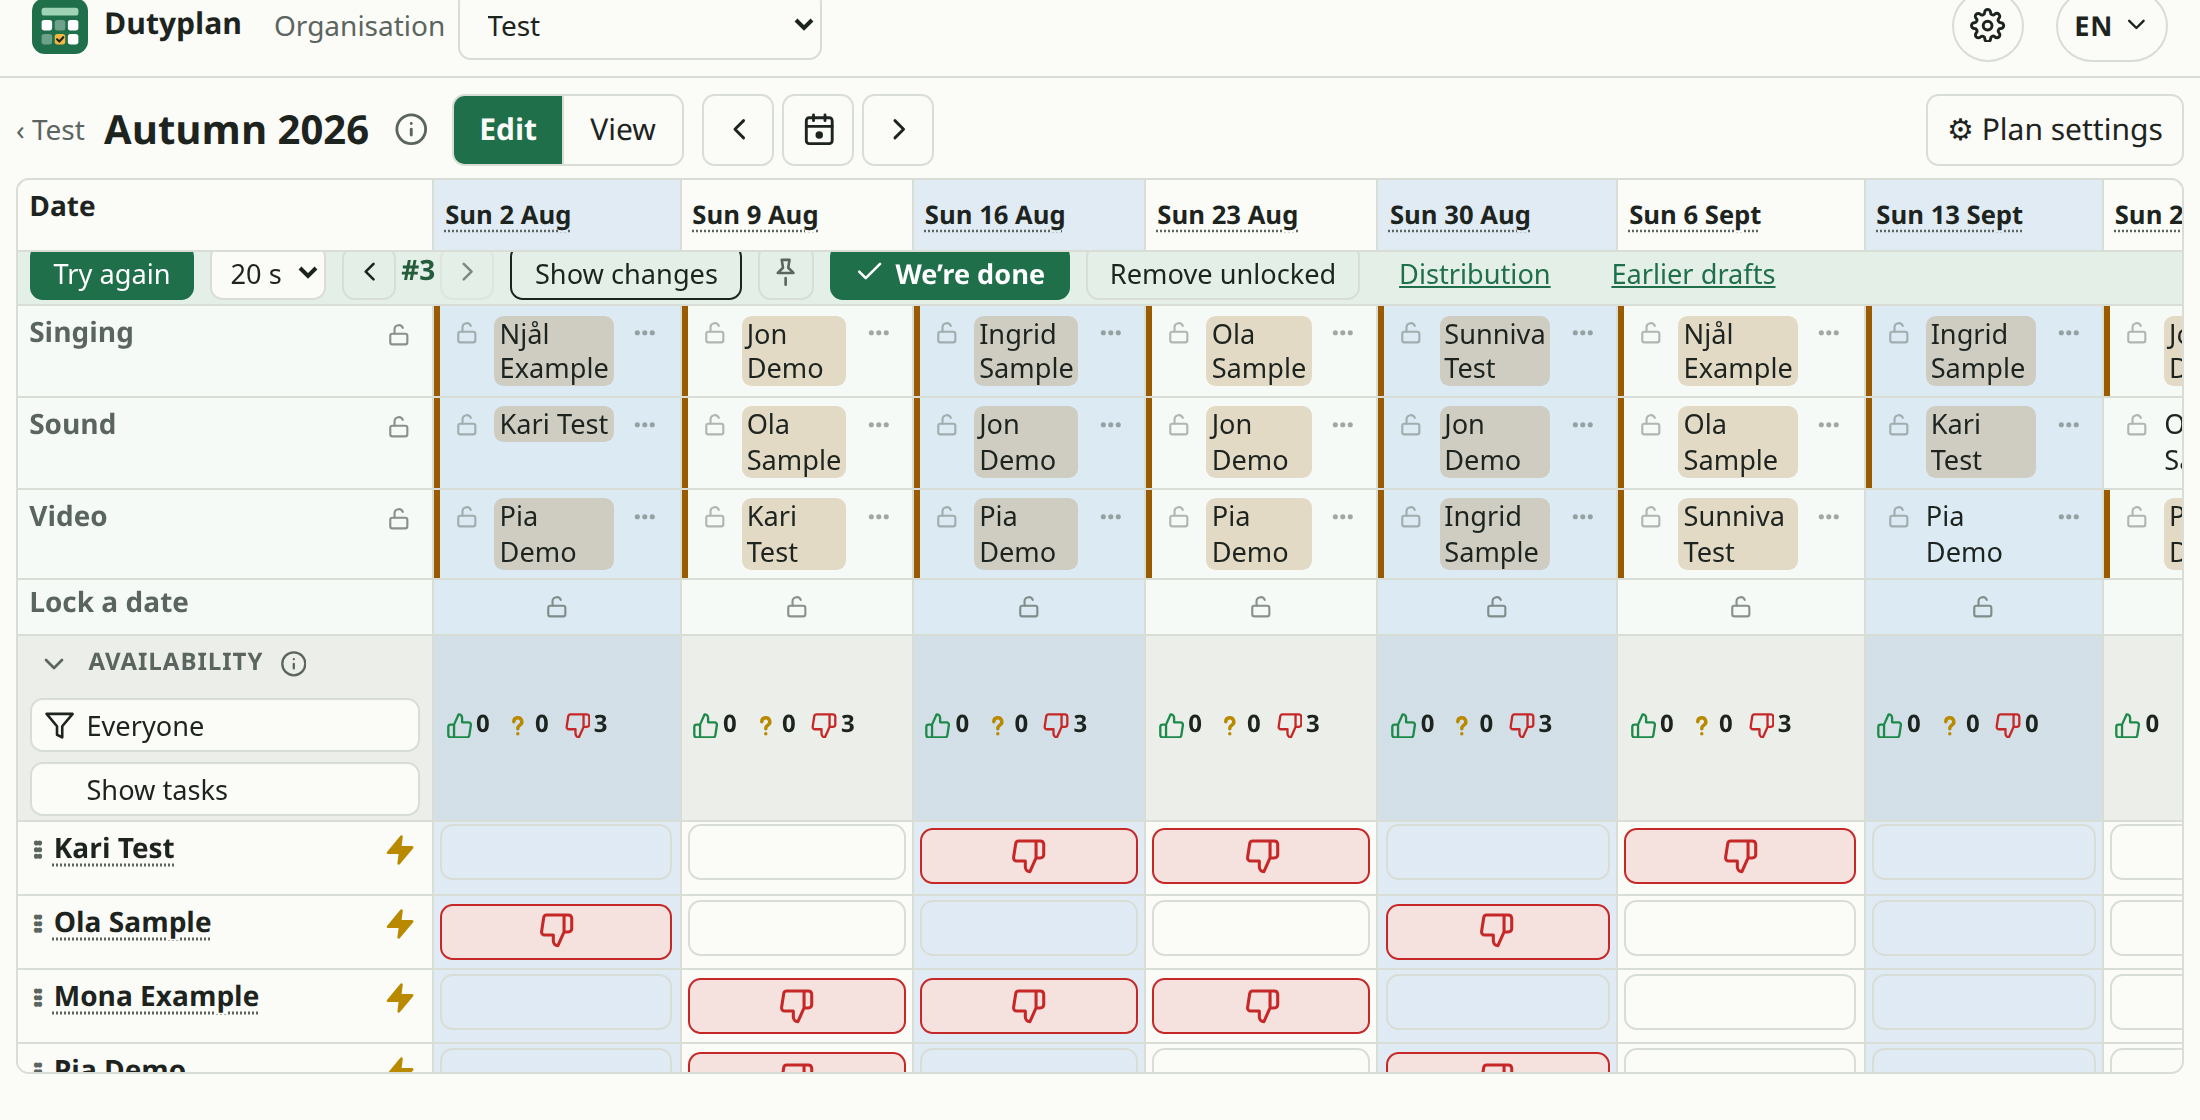 Dutyplan Organisation Test EN
‹ Test Autumn 2026 Edit View Plan settings
Date Sun 2 Aug Sun 9 Aug Sun 16 Aug Sun 23 Aug Sun 30 Aug Sun 6 Sept Sun 13 Sept Sun 2
Try again 20 s #3 Show changes We're done Remove unlocked Distribution Earlier drafts
Singing Njål Jon Ingrid Ola Sunniva Njål Ingrid
Example Demo Sample Sample Test Example Sample
Sound Kari Test Ola Jon Jon Jon Ola Kari
Sample Demo Demo Demo Sample Test
Video Pia Kari Pia Pia Ingrid Sunniva Pia
Demo Test Demo Demo Sample Test Demo
Lock a date
AVAILABILITY
Everyone 0 ? 0 3 0 ? 0 3 0 ? 0 3 0 ? 0 3 0 ? 0 3 0 ? 0 3 0 ? 0 0 0
Show tasks
Kari Test
Ola Sample
Mona Example
Pia Demo